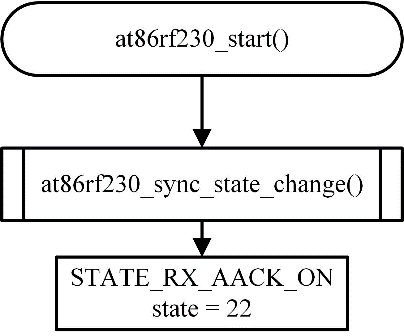 at86rf230_start()
at86rf230_sync_state_change()
STATE_RX_AACK_ON
state = 22